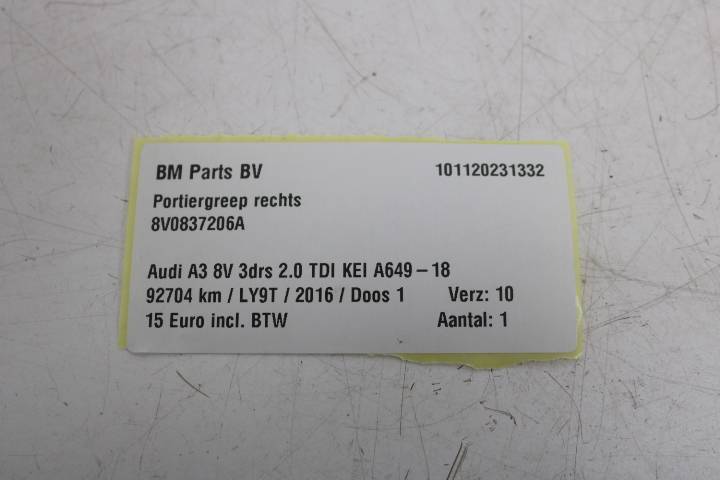 BM Parts BV 101120231332
Portiergreep rechts
8V0837206A
Audi A3 8V 3drs 2.0 TDI KEI A649 – 18
92704 km / LY9T / 2016 / Doos 1 Verz: 10
15 Euro incl. BTW Aantal: 1